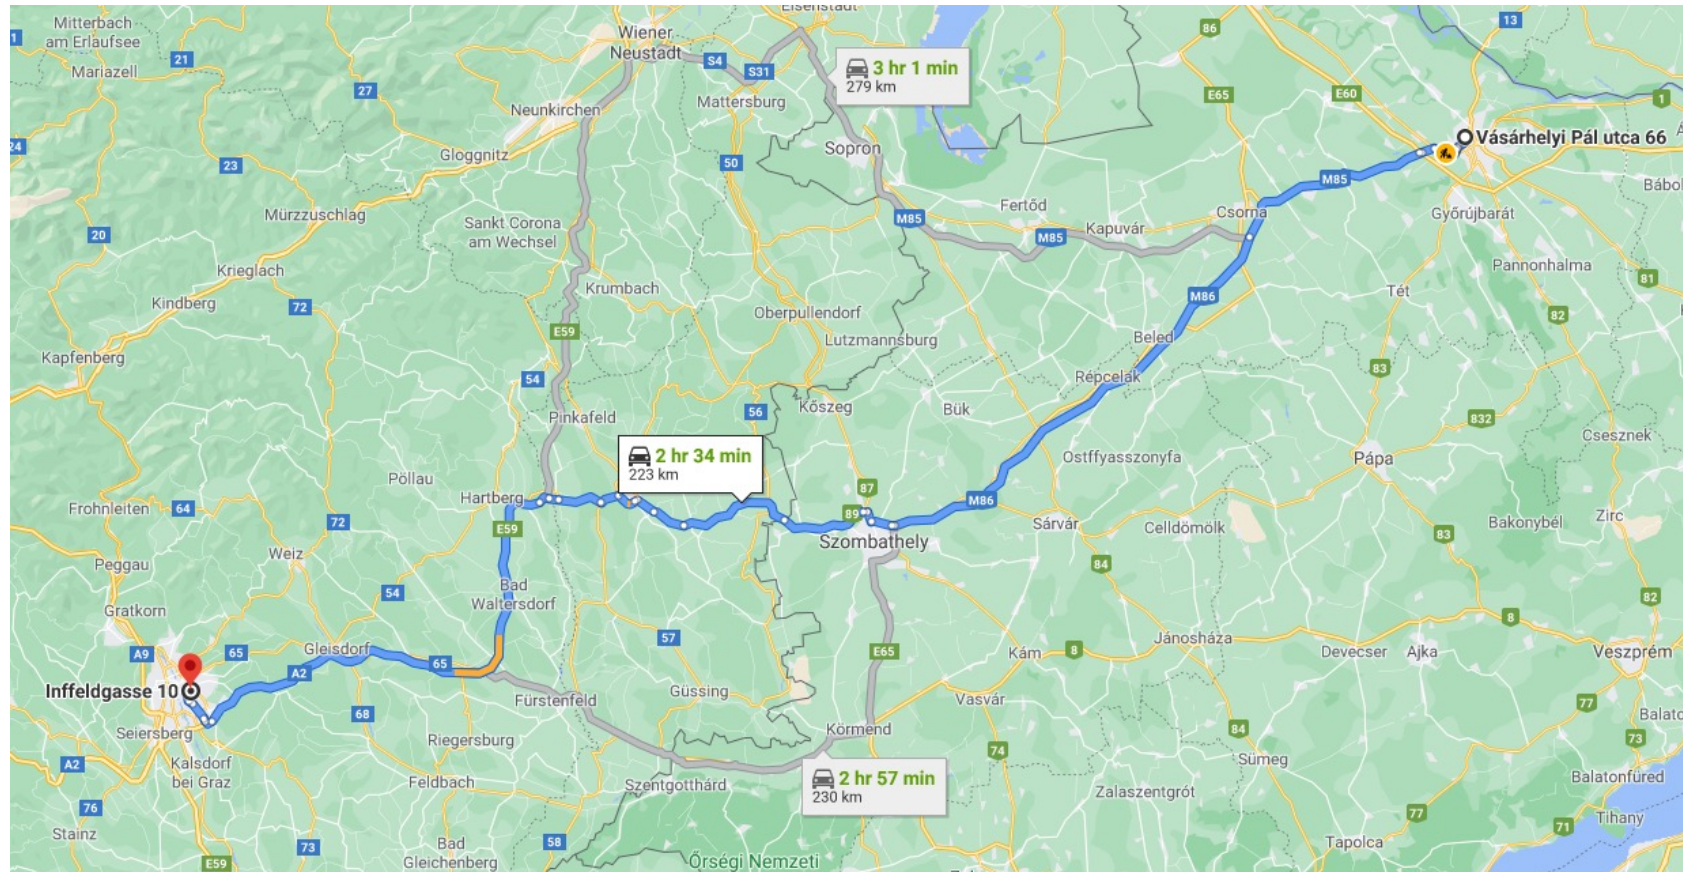 Mitterbach
am Erlaufsee
Mariazell
21
27
23
24
20
Wiener
Neustadt
S4
S31
Eisenstadt
Mattersburg
Neunkirchen
Gloggnitz
50
3 hr 1 min
279 km
Sopron
86
E65
E60
13
1
Vásárhelyi Pál utca 66
M85
Győrújbarát
Bábol
Pannonhalma
81
82
Tét
Mürzzuschlag
Sankt Corona
am Wechsel
Krieglach
Kindberg
72
Krumbach
Kapfenberg
E59
54
Oberpullendorf
Lutzmannsburg
M85
Fertőd
M85
Kapuvár
Csorna
M86
Beled
Répcelak
83
832
Csesznek
Pinkafeld
56
Kőszeg
Bük
Ostffyasszonyfa
Pápa
2 hr 34 min
223 km
Pöllau
Hartberg
E59
87
89
M86
Szombathely
Sárvár
Celldömölk
Bakonybél
Zirc
83
Frohnleiten
64
72
Weiz
Peggau
54
Bad
Waltersdorf
84
82
Gratkorn
A9
65
Gleisdorf
65
A2
57
E65
Kám
8
Jánosháza
8
Devecser
Ajka
Veszprém
Inffeldgasse 10
Seiersberg
68
Fürstenfeld
Güssing
Vasvár
77
Balato
Riegersburg
Körmend
84
73
A2
Kalsdorf
bei Graz
Feldbach
Szentgotthárd
2 hr 57 min
230 km
74
Sümeg
Zalaszentgrót
Balatonfüred
76
Stainz
73
E59
Bad
Gleichenberg
58
Őrségi Nemzeti
77
71
Tihany
Tapolca